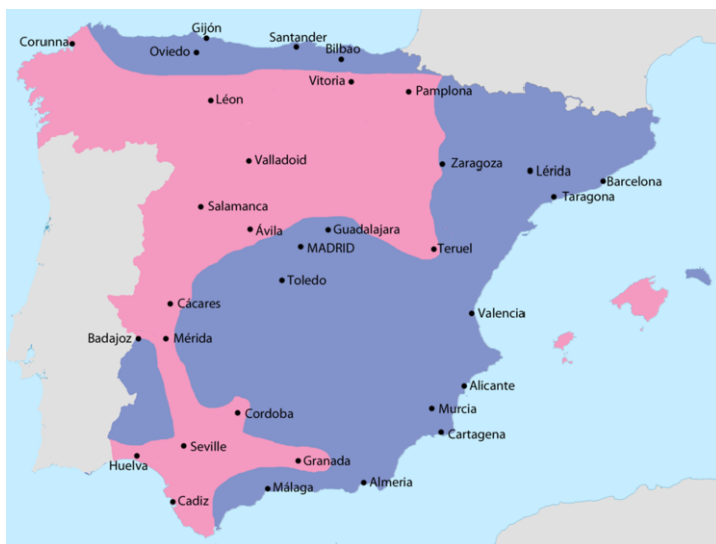 Gijón
Corunna
Santander
Oviedo
Bilbao
Vitoria
Pamplona
Léon
Valladoid
Zaragoza
Lérida
Barcelona
Taragona
Salamanca
Ávila
Guadalajara
MADRID
Teruel
Toledo
Cácares
Valencia
Badajoz
Mérida
Alicante
Murcia
Cordoba
Cartagena
Seville
Huelva
Granada
Málaga
Almeria
Cadiz